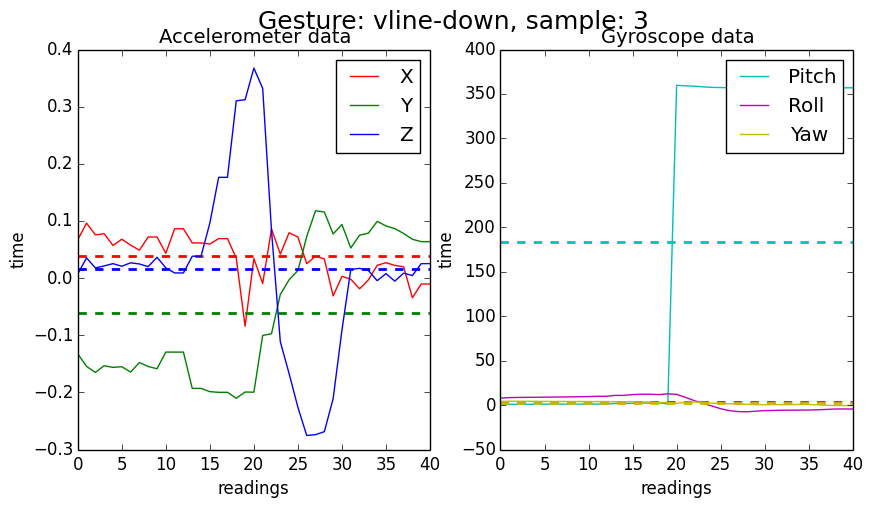 Gesture: vline-down, sample: 3
Accelerometer data
0.4
0.3
0.2
0.1
0.0
−0.1
−0.2
−0.3
time
0 5 10 15 20 25 30 35 40
readings
X
Y
Z
Gyroscope data
400
350
300
250
200
150
100
50
0
−50
time
0 5 10 15 20 25 30 35 40
readings
Pitch
Roll
Yaw